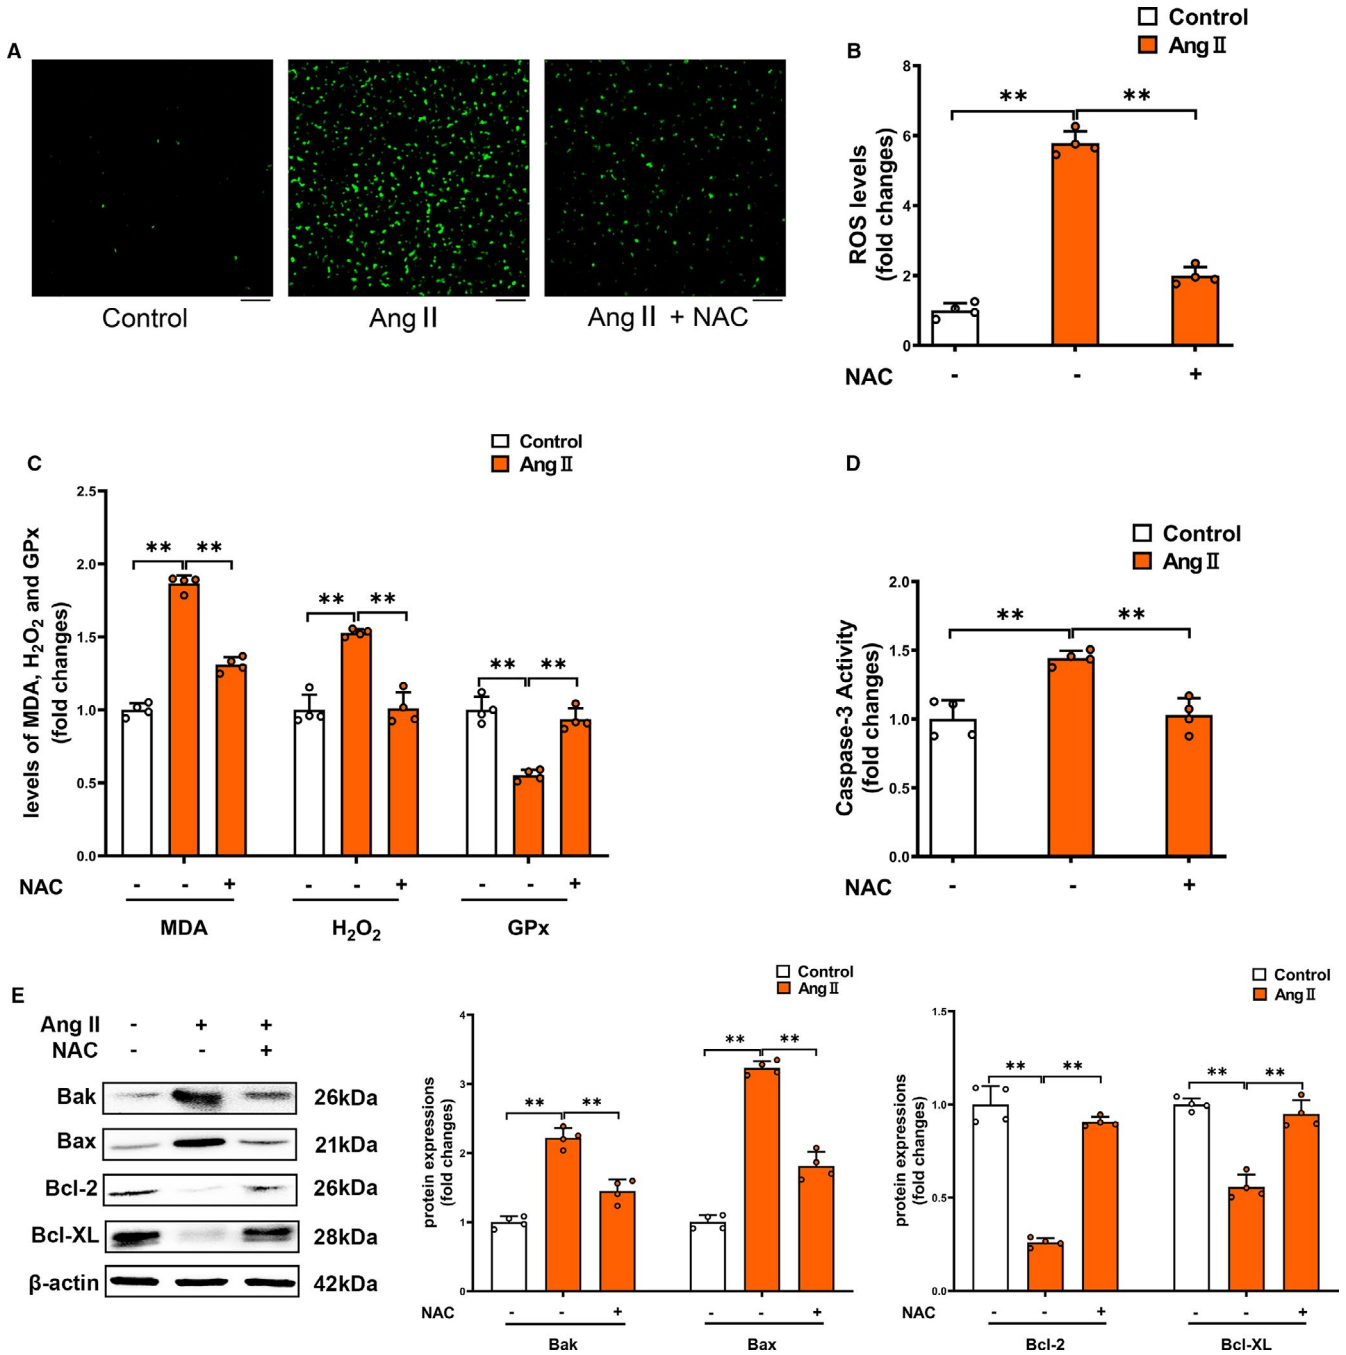 A
Control
Ang II
Ang II + NAC
B
Control
Ang II
ROS levels
(fold changes)
8
6
4
2
0
** **
NAC - - +
C
Control
Ang II
levels of MDA, H2O2 and GPx
(fold changes)
2.5
2.0
1.5
1.0
0.5
0.0
** ** ** ** ** **
NAC - - + - - + - - +
MDA H2O2 GPx
D
Control
Ang II
Caspase-3 Activity
(fold changes)
2.0
1.5
1.0
0.5
0.0
** **
NAC - - +
E
Ang II - + +
NAC - - +
Bak 26kDa
Bax 21kDa
Bcl-2 26kDa
Bcl-XL 28kDa
β-actin 42kDa
Control
Ang II
protein expressions
(fold changes)
4
3
2
1
0
** ** ** **
NAC - - + - - +
Bak Bax
Control
Ang II
protein expressions
(fold changes)
1.5
1.0
0.5
0.0
** ** ** **
NAC - - + - - +
Bcl-2 Bcl-XL